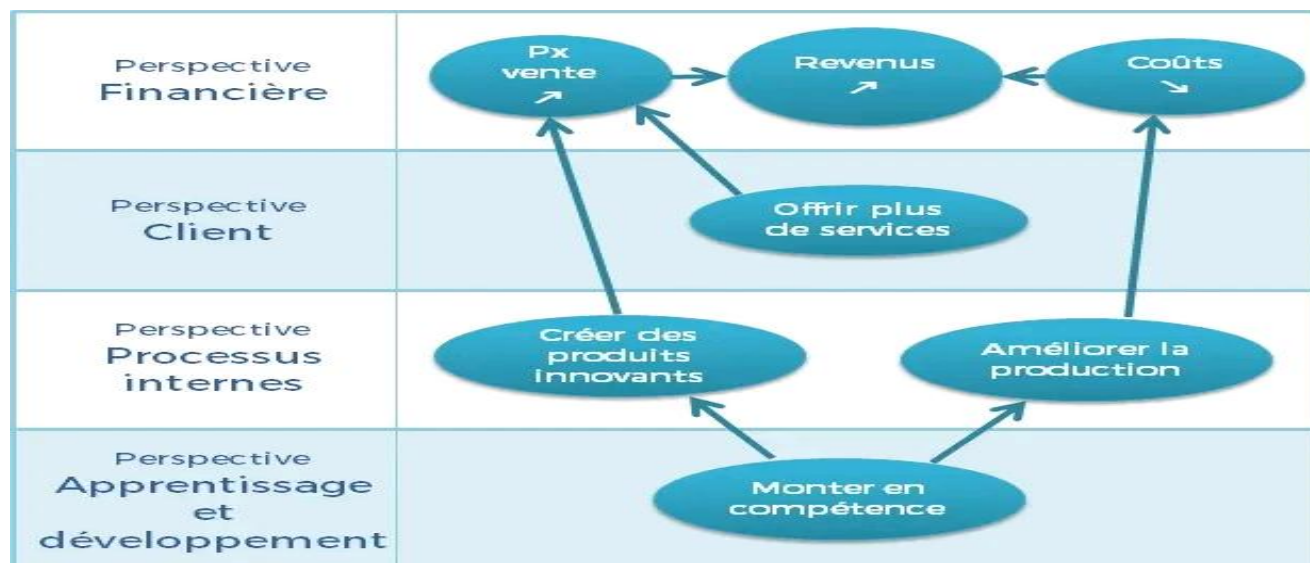 Perspective
Financière
Px
vente
↗
Revenus
↗
Coûts
↘
Perspective
Client
Offrir plus
de services
Perspective
Processus
internes
Créer des
produits
innovants
Améliorer la
production
Perspective
Apprentissage
et
développement
Monter en
compétence